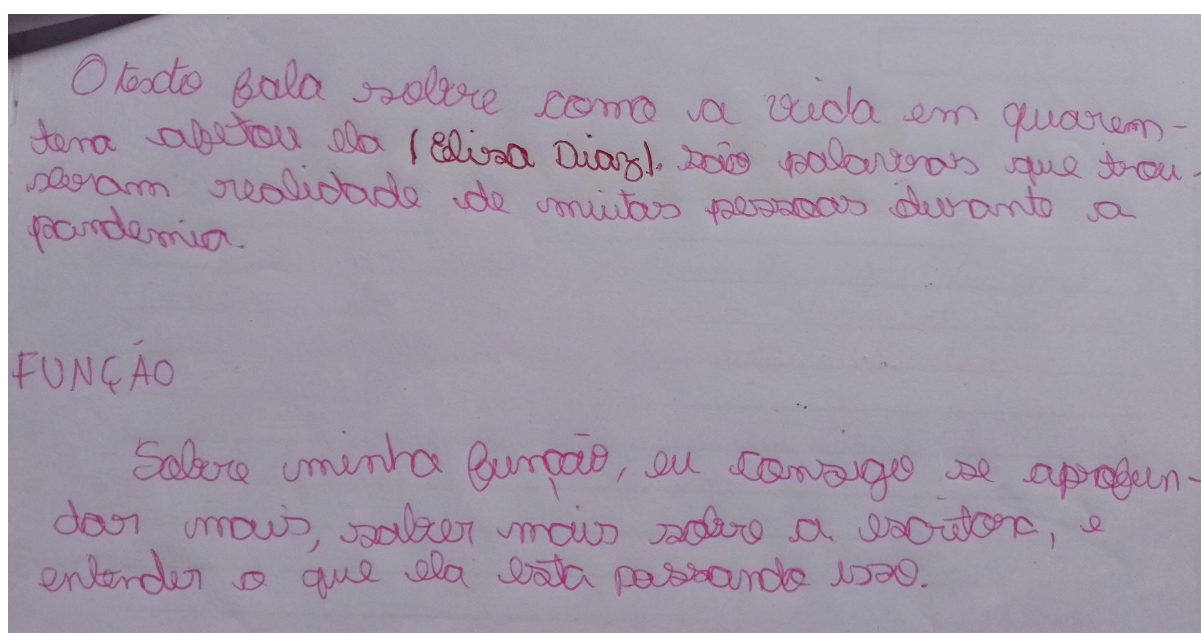 O texto fala sobre como a vida em quaren-
tena afetou ela (Elisa Diaz). são palavras que trou-
xeram realidade de muitas pessoas durante a
pandemia.
FUNÇÃO
Sobre minha função, eu consigo se aprofun-
dar mais, saber mais sobre a escritora, e
entender o que ela está passando isso.